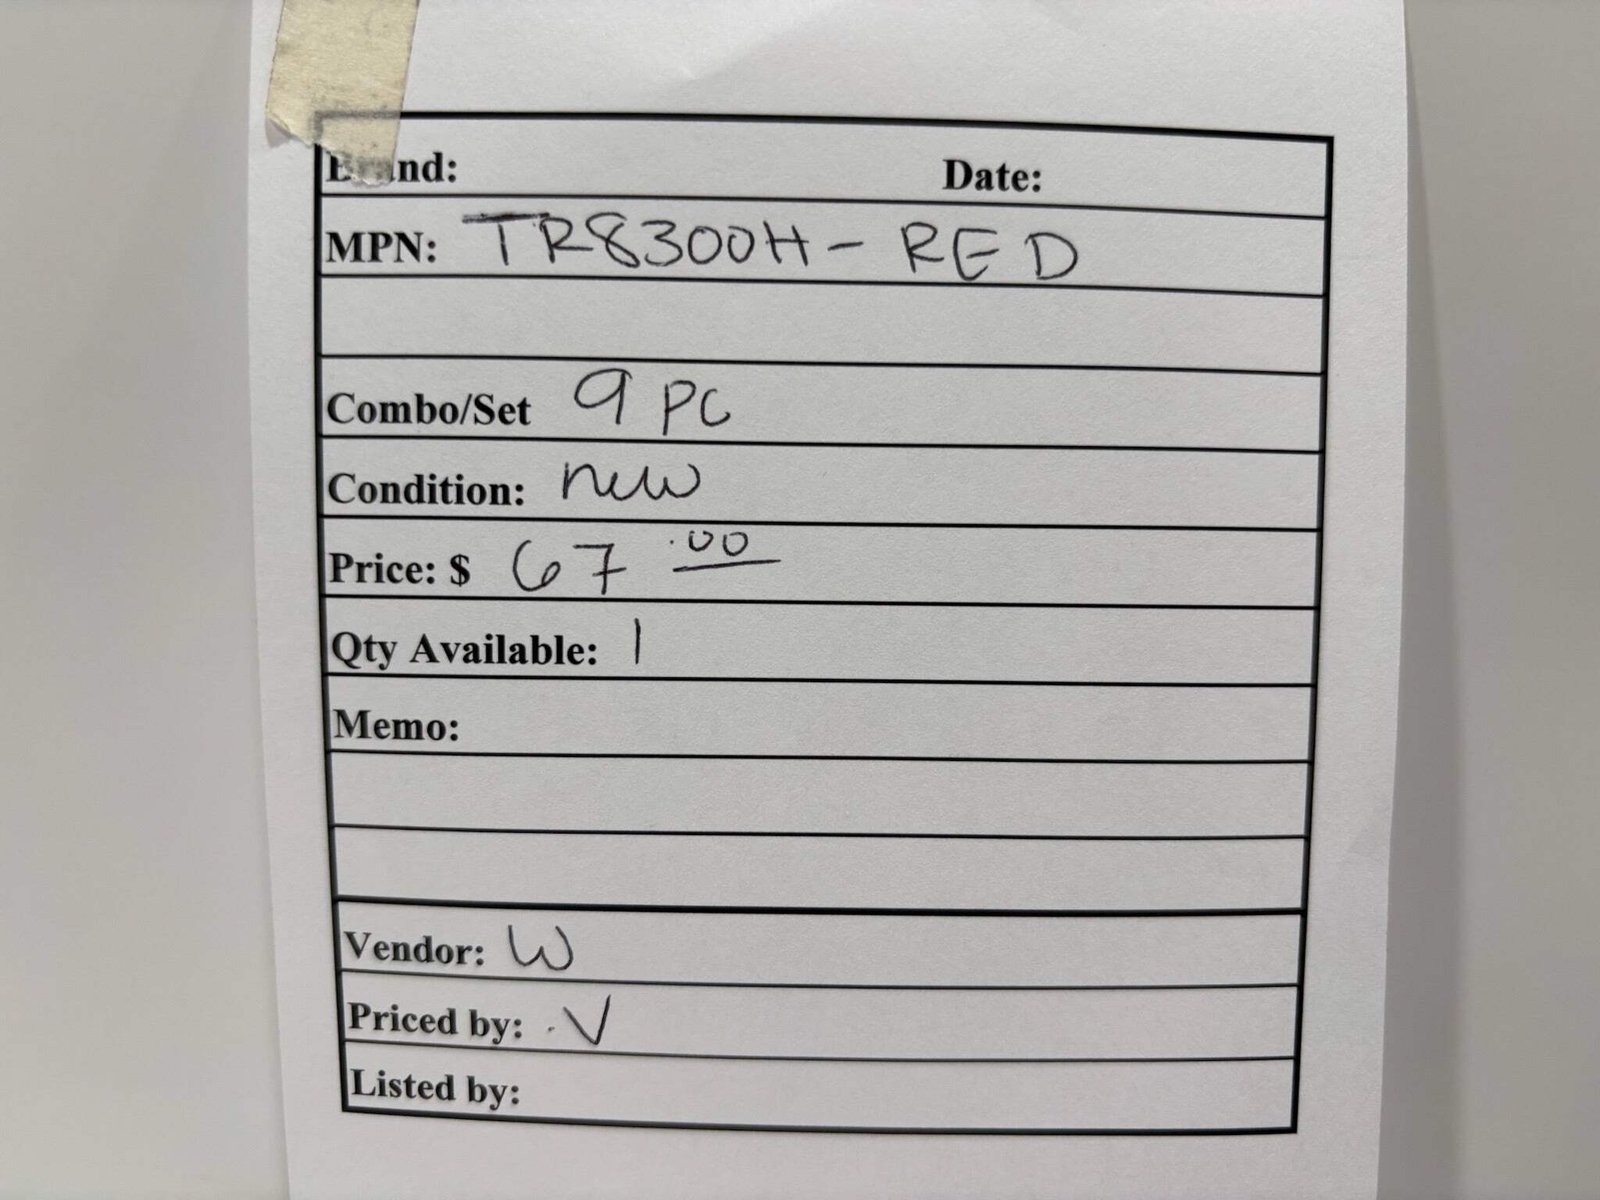 Brand: Date:
MPN: TR8300H-RED
Combo/Set 9 PC
Condition: new
Price: $ 67 .00
Qty Available: 1
Memo:
Vendor: W
Priced by: .V
Listed by: